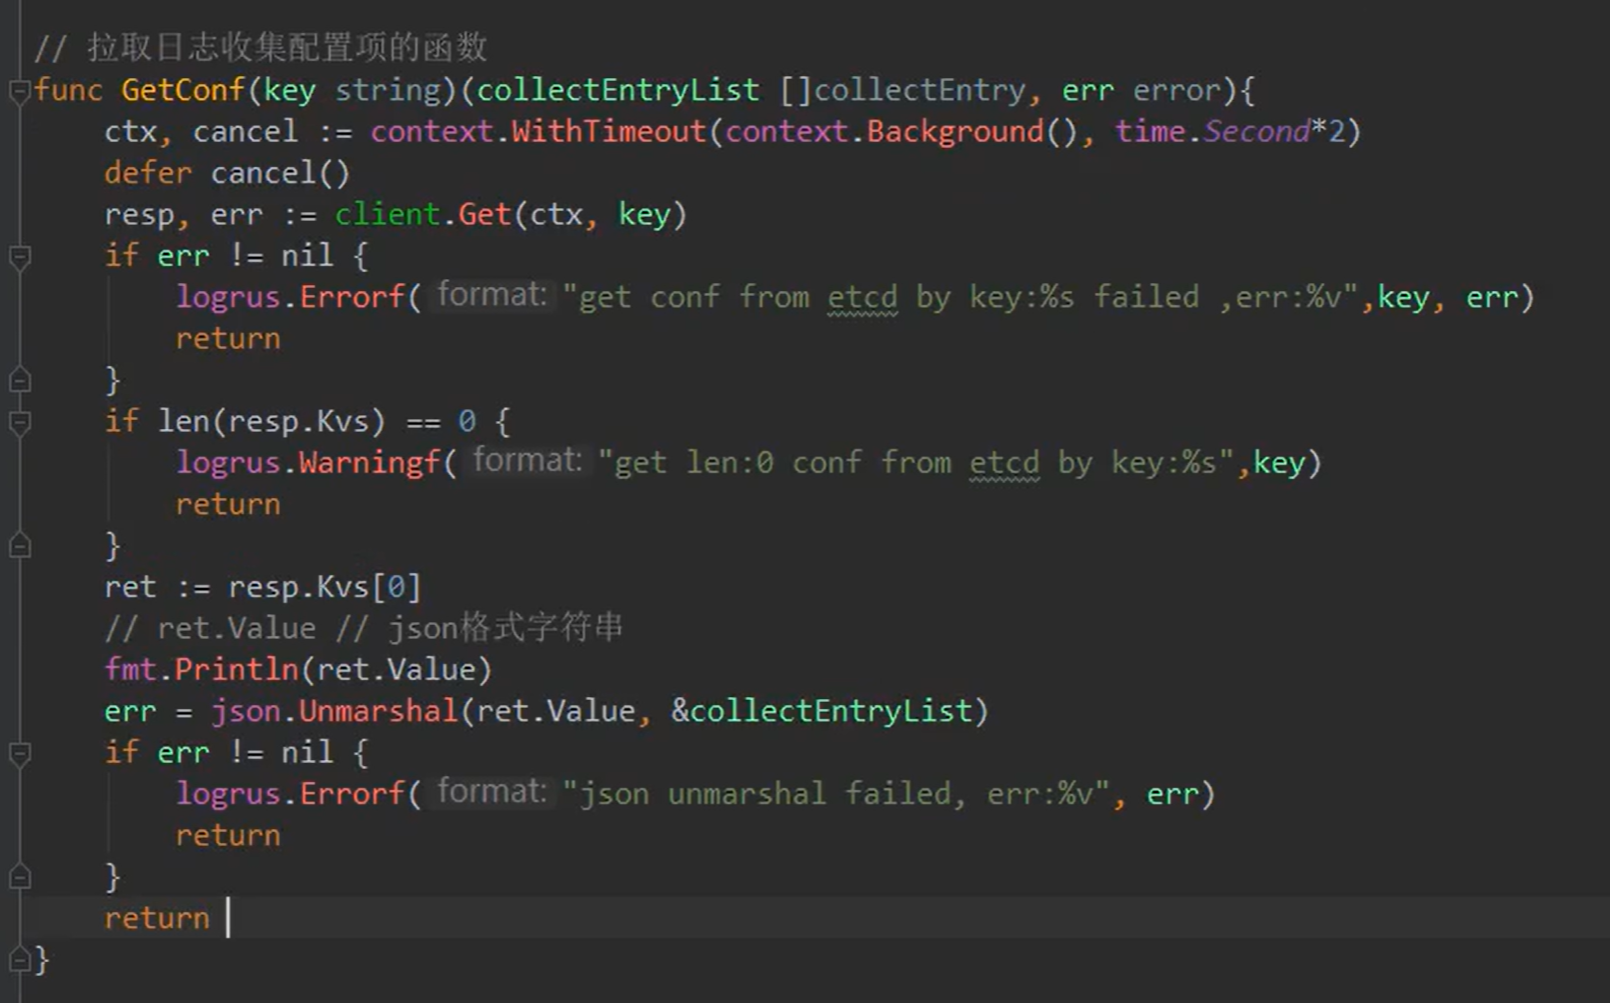 // 拉取日志收集配置项的函数
func GetConf(key string)(collectEntryList []collectEntry, err error){
ctx, cancel := context.WithTimeout(context.Background(), time.Second*2)
defer cancel()
resp, err := client.Get(ctx, key)
if err != nil {
logrus.Errorf( format: "get conf from etcd by key:%s failed ,err:%v",key, err)
return
}
if len(resp.Kvs) == 0 {
logrus.Warningf( format: "get len:0 conf from etcd by key:%s",key)
return
}
ret := resp.Kvs[0]
// ret.Value // json格式字符串
fmt.Println(ret.Value)
err = json.Unmarshal(ret.Value, &collectEntryList)
if err != nil {
logrus.Errorf( format: "json unmarshal failed, err:%v", err)
return
}
return
}